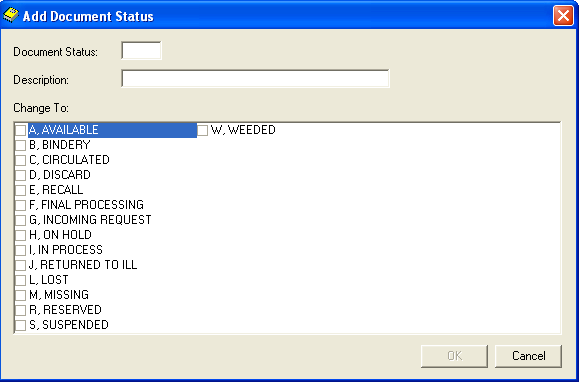 Add Document Status
Document Status:
Description:
Change To:
A, AVAILABLE
B, BINDERY
C, CIRCULATED
D, DISCARD
E, RECALL
F, FINAL PROCESSING
G, INCOMING REQUEST
H, ON HOLD
I, IN PROCESS
J, RETURNED TO ILL
L, LOST
M, MISSING
R, RESERVED
S, SUSPENDED
W, WEEDED
OK Cancel